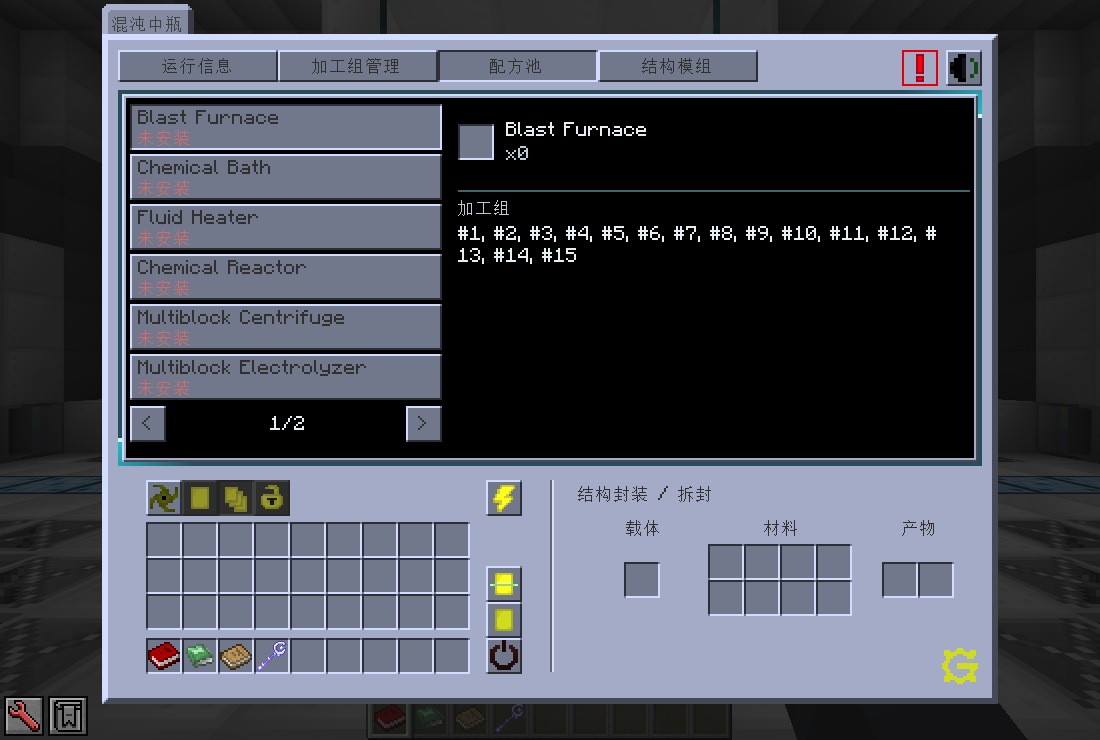 混沌中瓶
运行信息
加工组管理
配方池
结构模组
Blast Furnace
未安装
Chemical Bath
未安装
Fluid Heater
未安装
Chemical Reactor
未安装
Multiblock Centrifuge
未安装
Multiblock Electrolyzer
未安装
<
1/2
>
Blast Furnace
x0
加工组
#1, #2, #3, #4, #5, #6, #7, #8, #9, #10, #11, #12, #
13, #14, #15
结构封装 / 拆封
载体
材料
产物